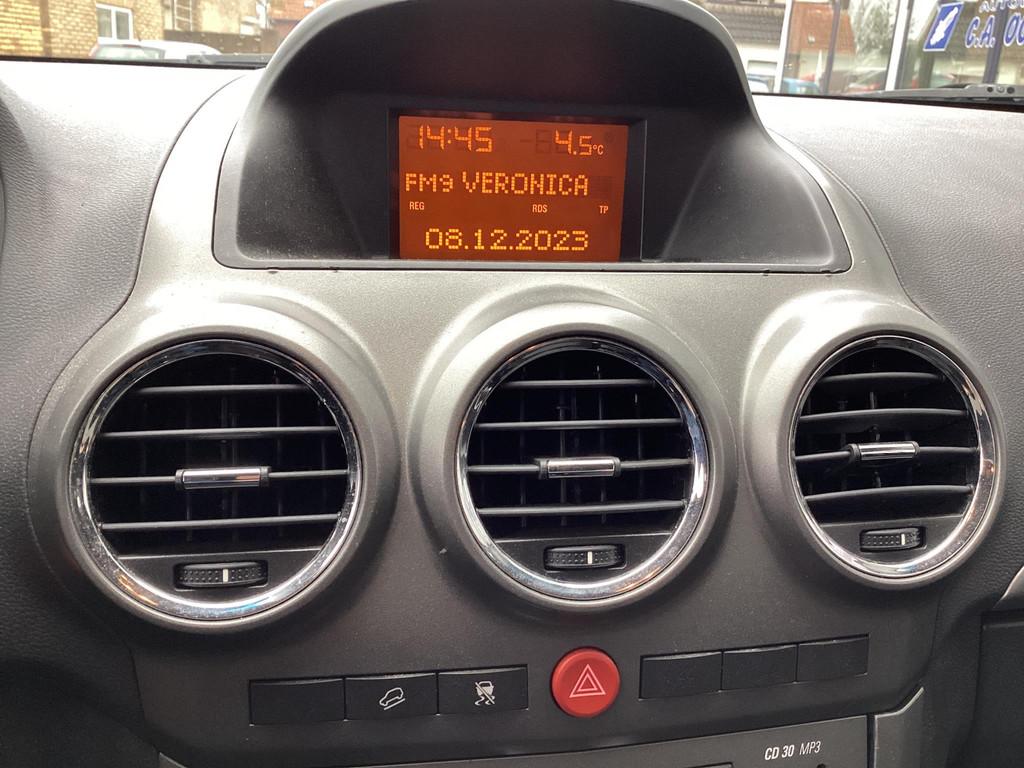 C.A.
14:45 4.5°C
FM9 VERONICA
REG RDS TP
08.12.2023
CD 30 MP3